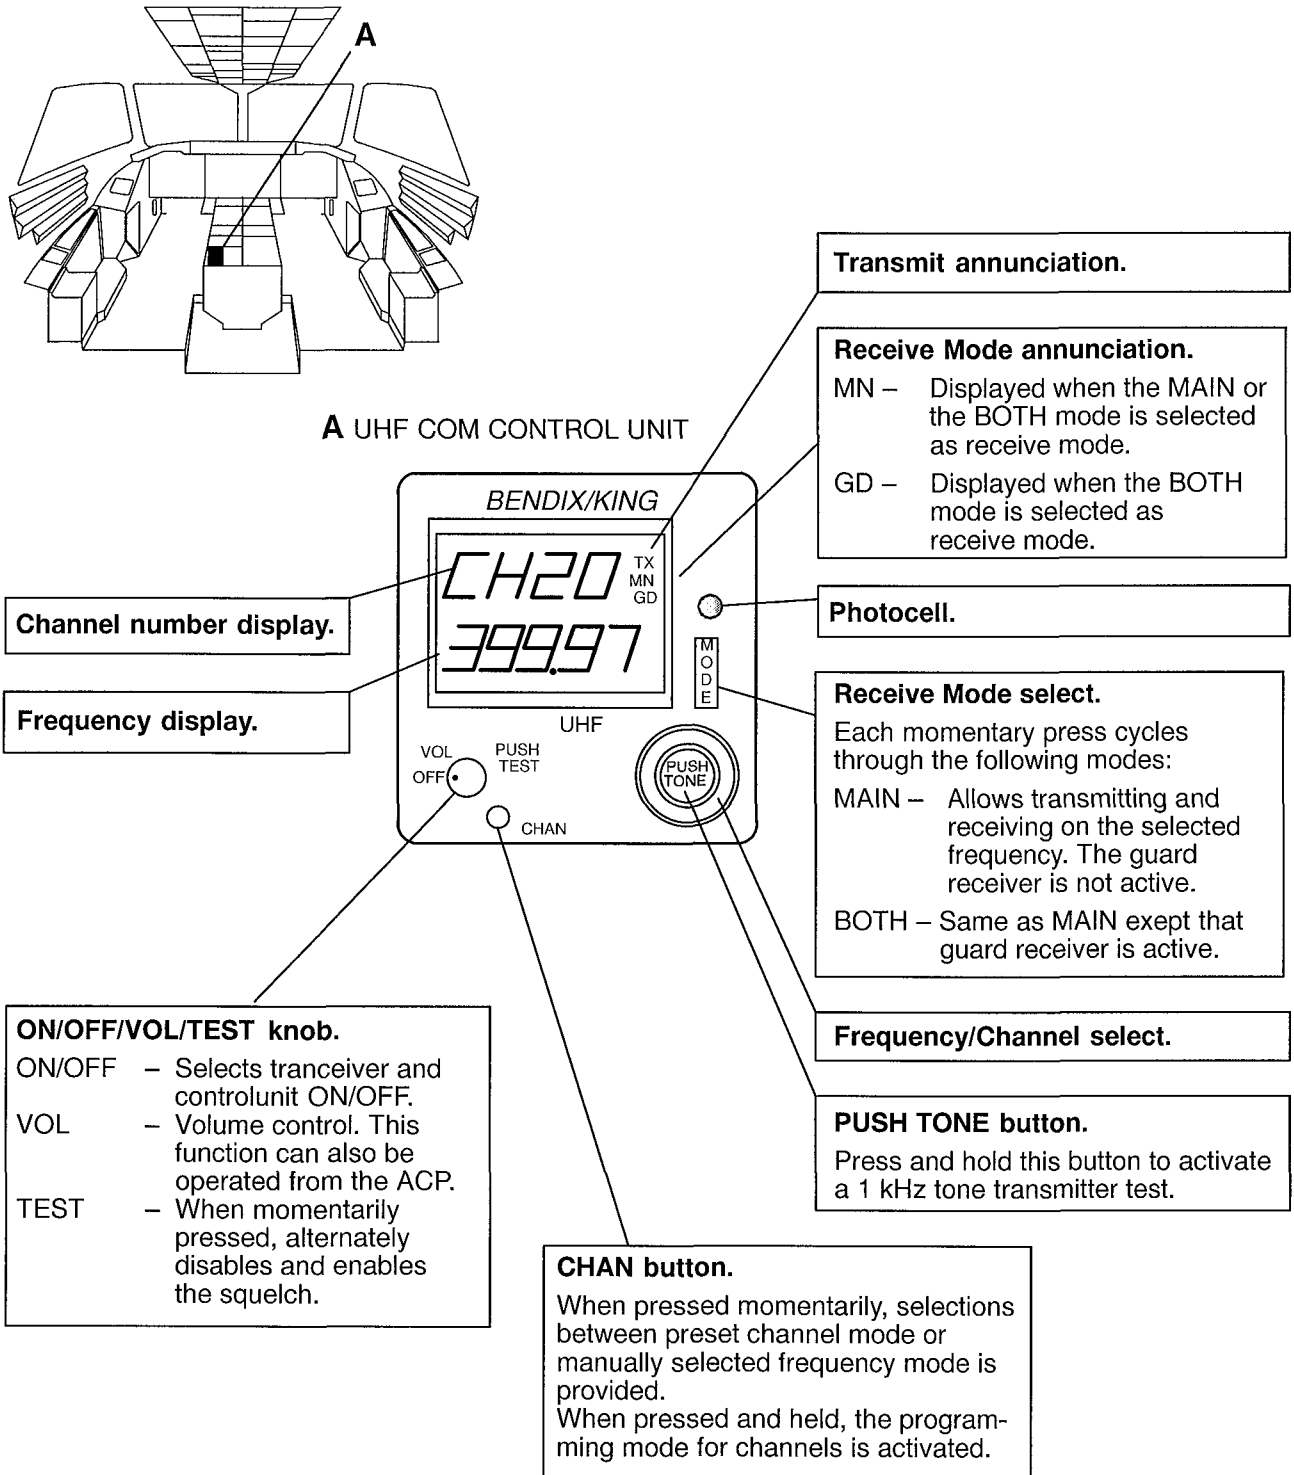 A
A UHF COM CONTROL UNIT
BENDIX/KING
CH20
TX
MN
GD
399.97
MODE
UHF
VOL
OFF
PUSH
TEST
PUSH
TONE
CHAN
Channel number display.
Frequency display.
Transmit annunciation.
Receive Mode annunciation.
MN – Displayed when the MAIN or
the BOTH mode is selected
as receive mode.
GD – Displayed when the BOTH
mode is selected as
receive mode.
Photocell.
Receive Mode select.
Each momentary press cycles
through the following modes:
MAIN – Allows transmitting and
receiving on the selected
frequency. The guard
receiver is not active.
BOTH – Same as MAIN exept that
guard receiver is active.
Frequency/Channel select.
PUSH TONE button.
Press and hold this button to activate
a 1 kHz tone transmitter test.
ON/OFF/VOL/TEST knob.
ON/OFF – Selects tranceiver and
controlunit ON/OFF.
VOL – Volume control. This
function can also be
operated from the ACP.
TEST – When momentarily
pressed, alternately
disables and enables
the squelch.
CHAN button.
When pressed momentarily, selections
between preset channel mode or
manually selected frequency mode is
provided.
When pressed and held, the program-
ming mode for channels is activated.